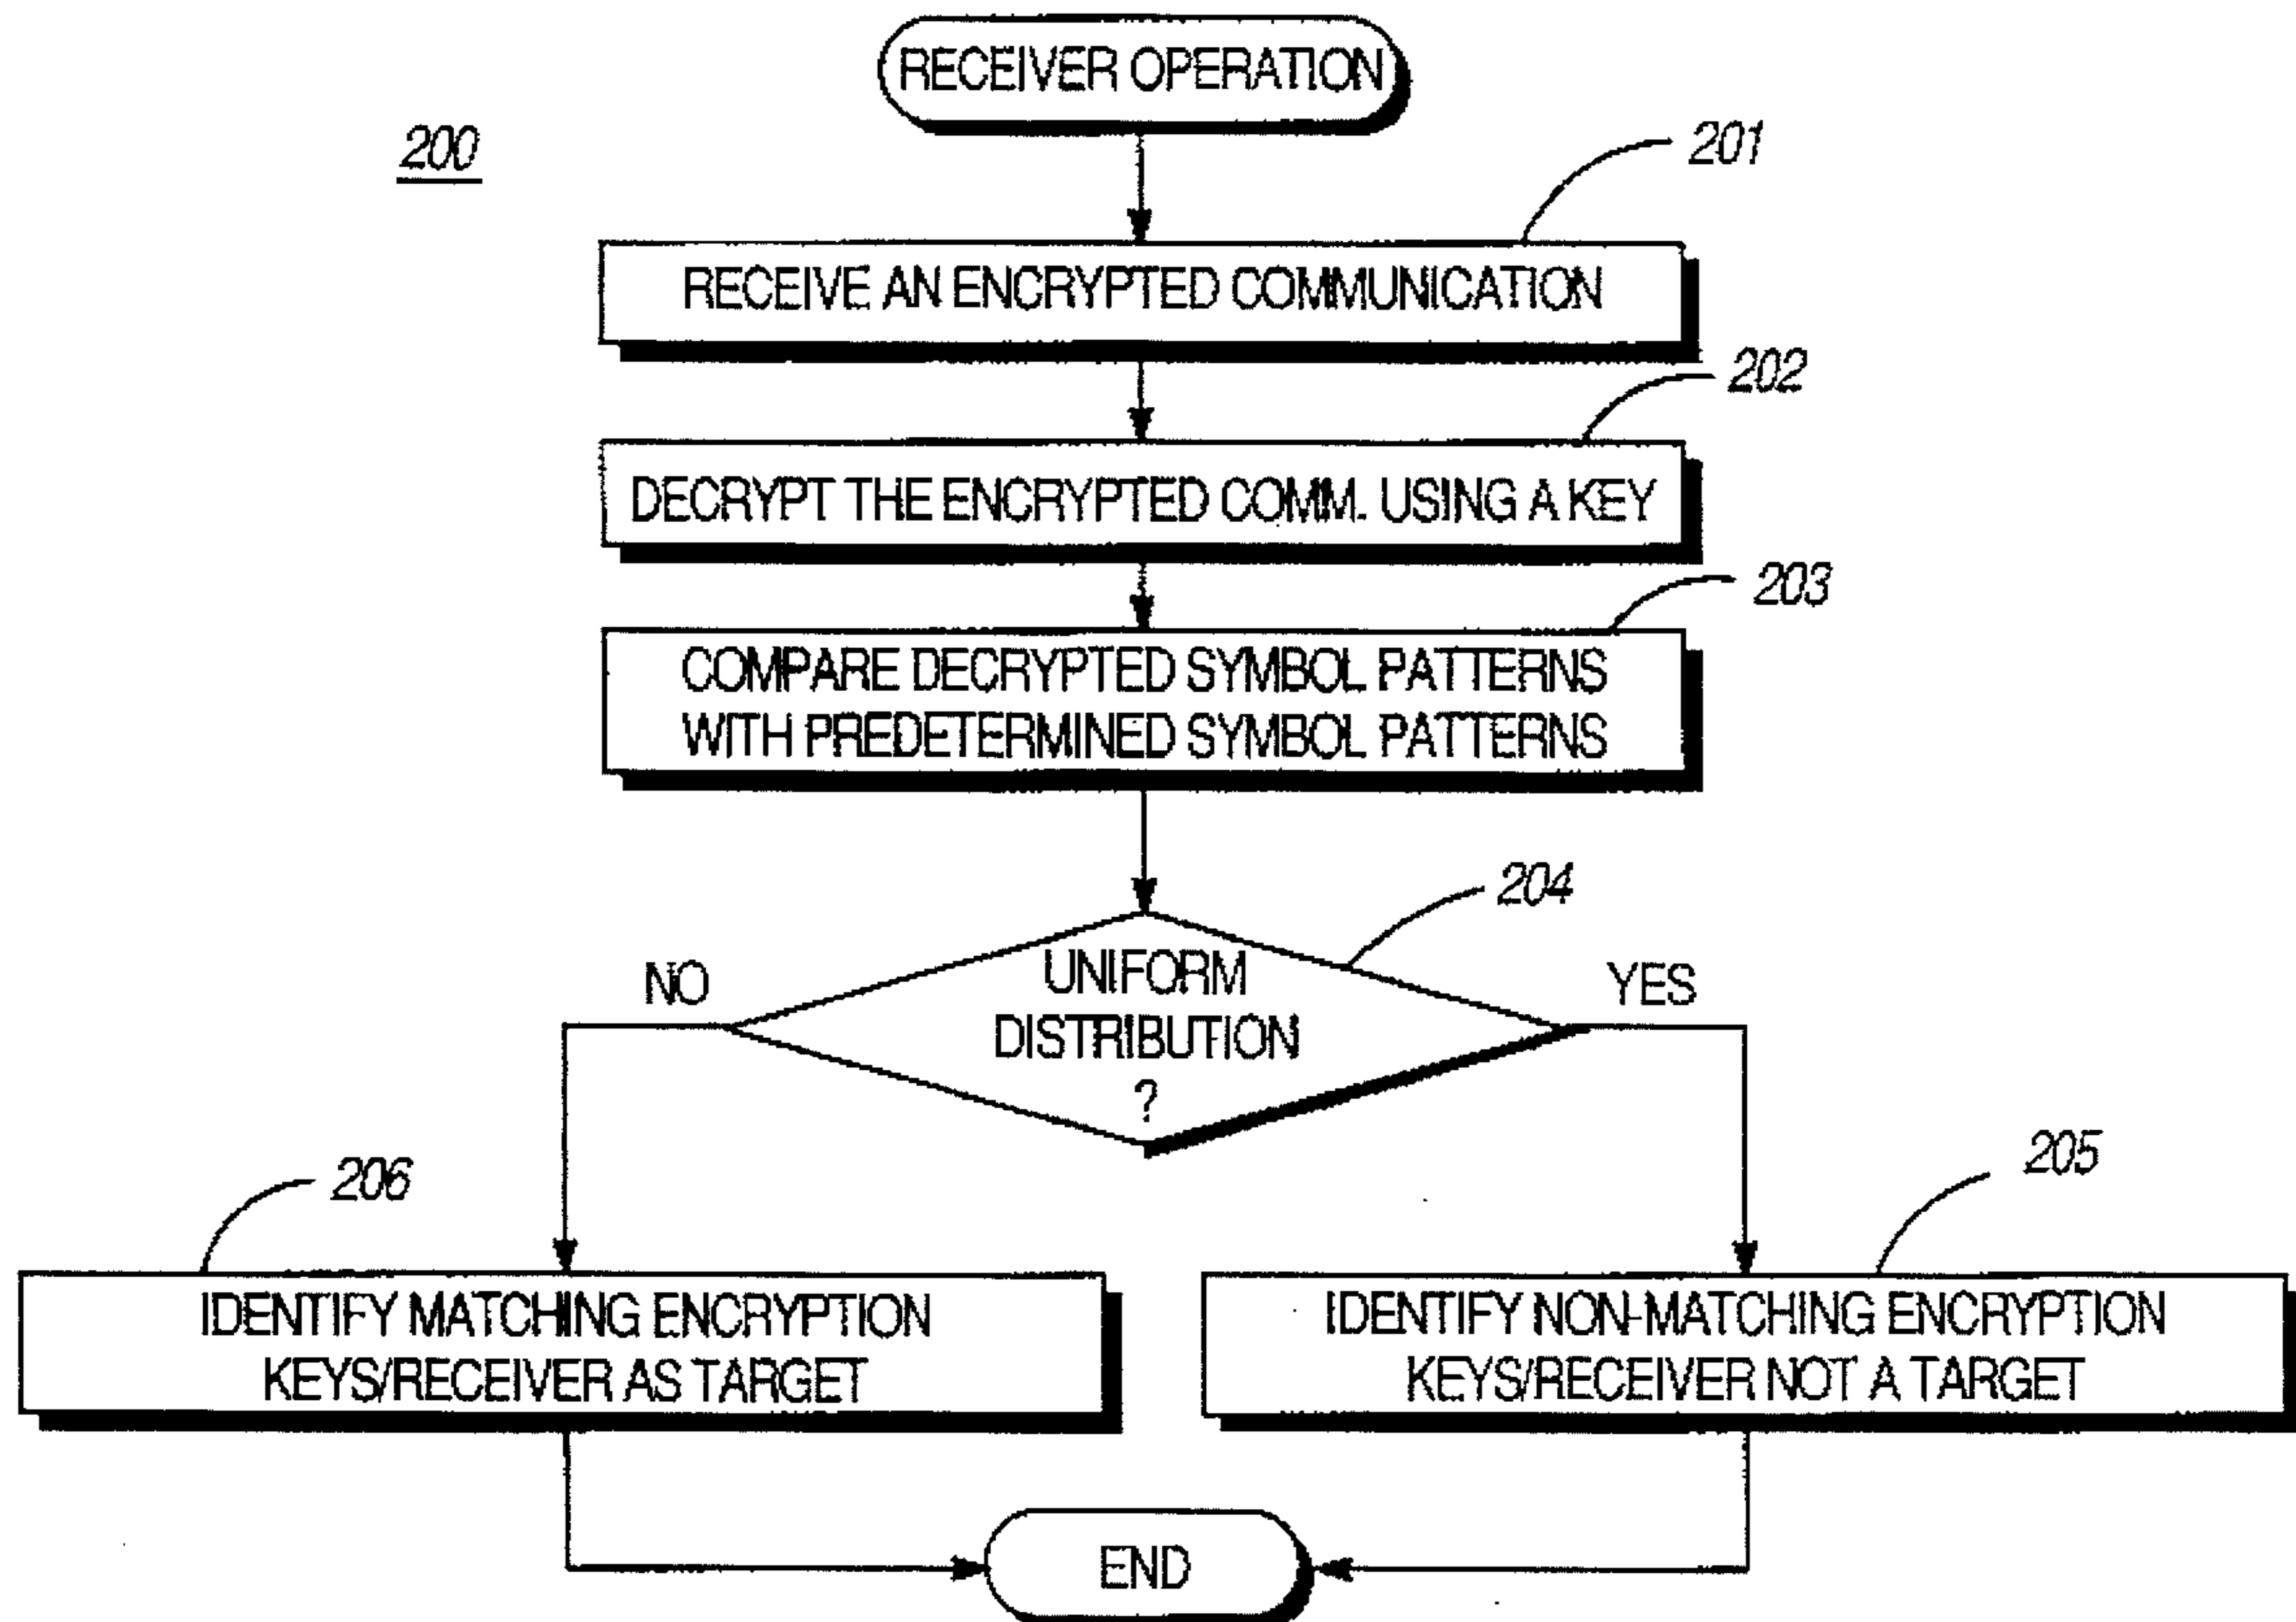 RECEIVER OPERATION
200
201
RECEIVE AN ENCRYPTED COMMUNICATION
202
DECRYPT THE ENCRYPTED COMM. USING A KEY
203
COMPARE DECRYPTED SYMBOL PATTERNS
WITH PREDETERMINED SYMBOL PATTERNS
204
NO
UNIFORM
DISTRIBUTION
?
YES
206
205
IDENTIFY MATCHING ENCRYPTION
KEYS/RECEIVER AS TARGET
IDENTIFY NON-MATCHING ENCRYPTION
KEYS/RECEIVER NOT A TARGET
END